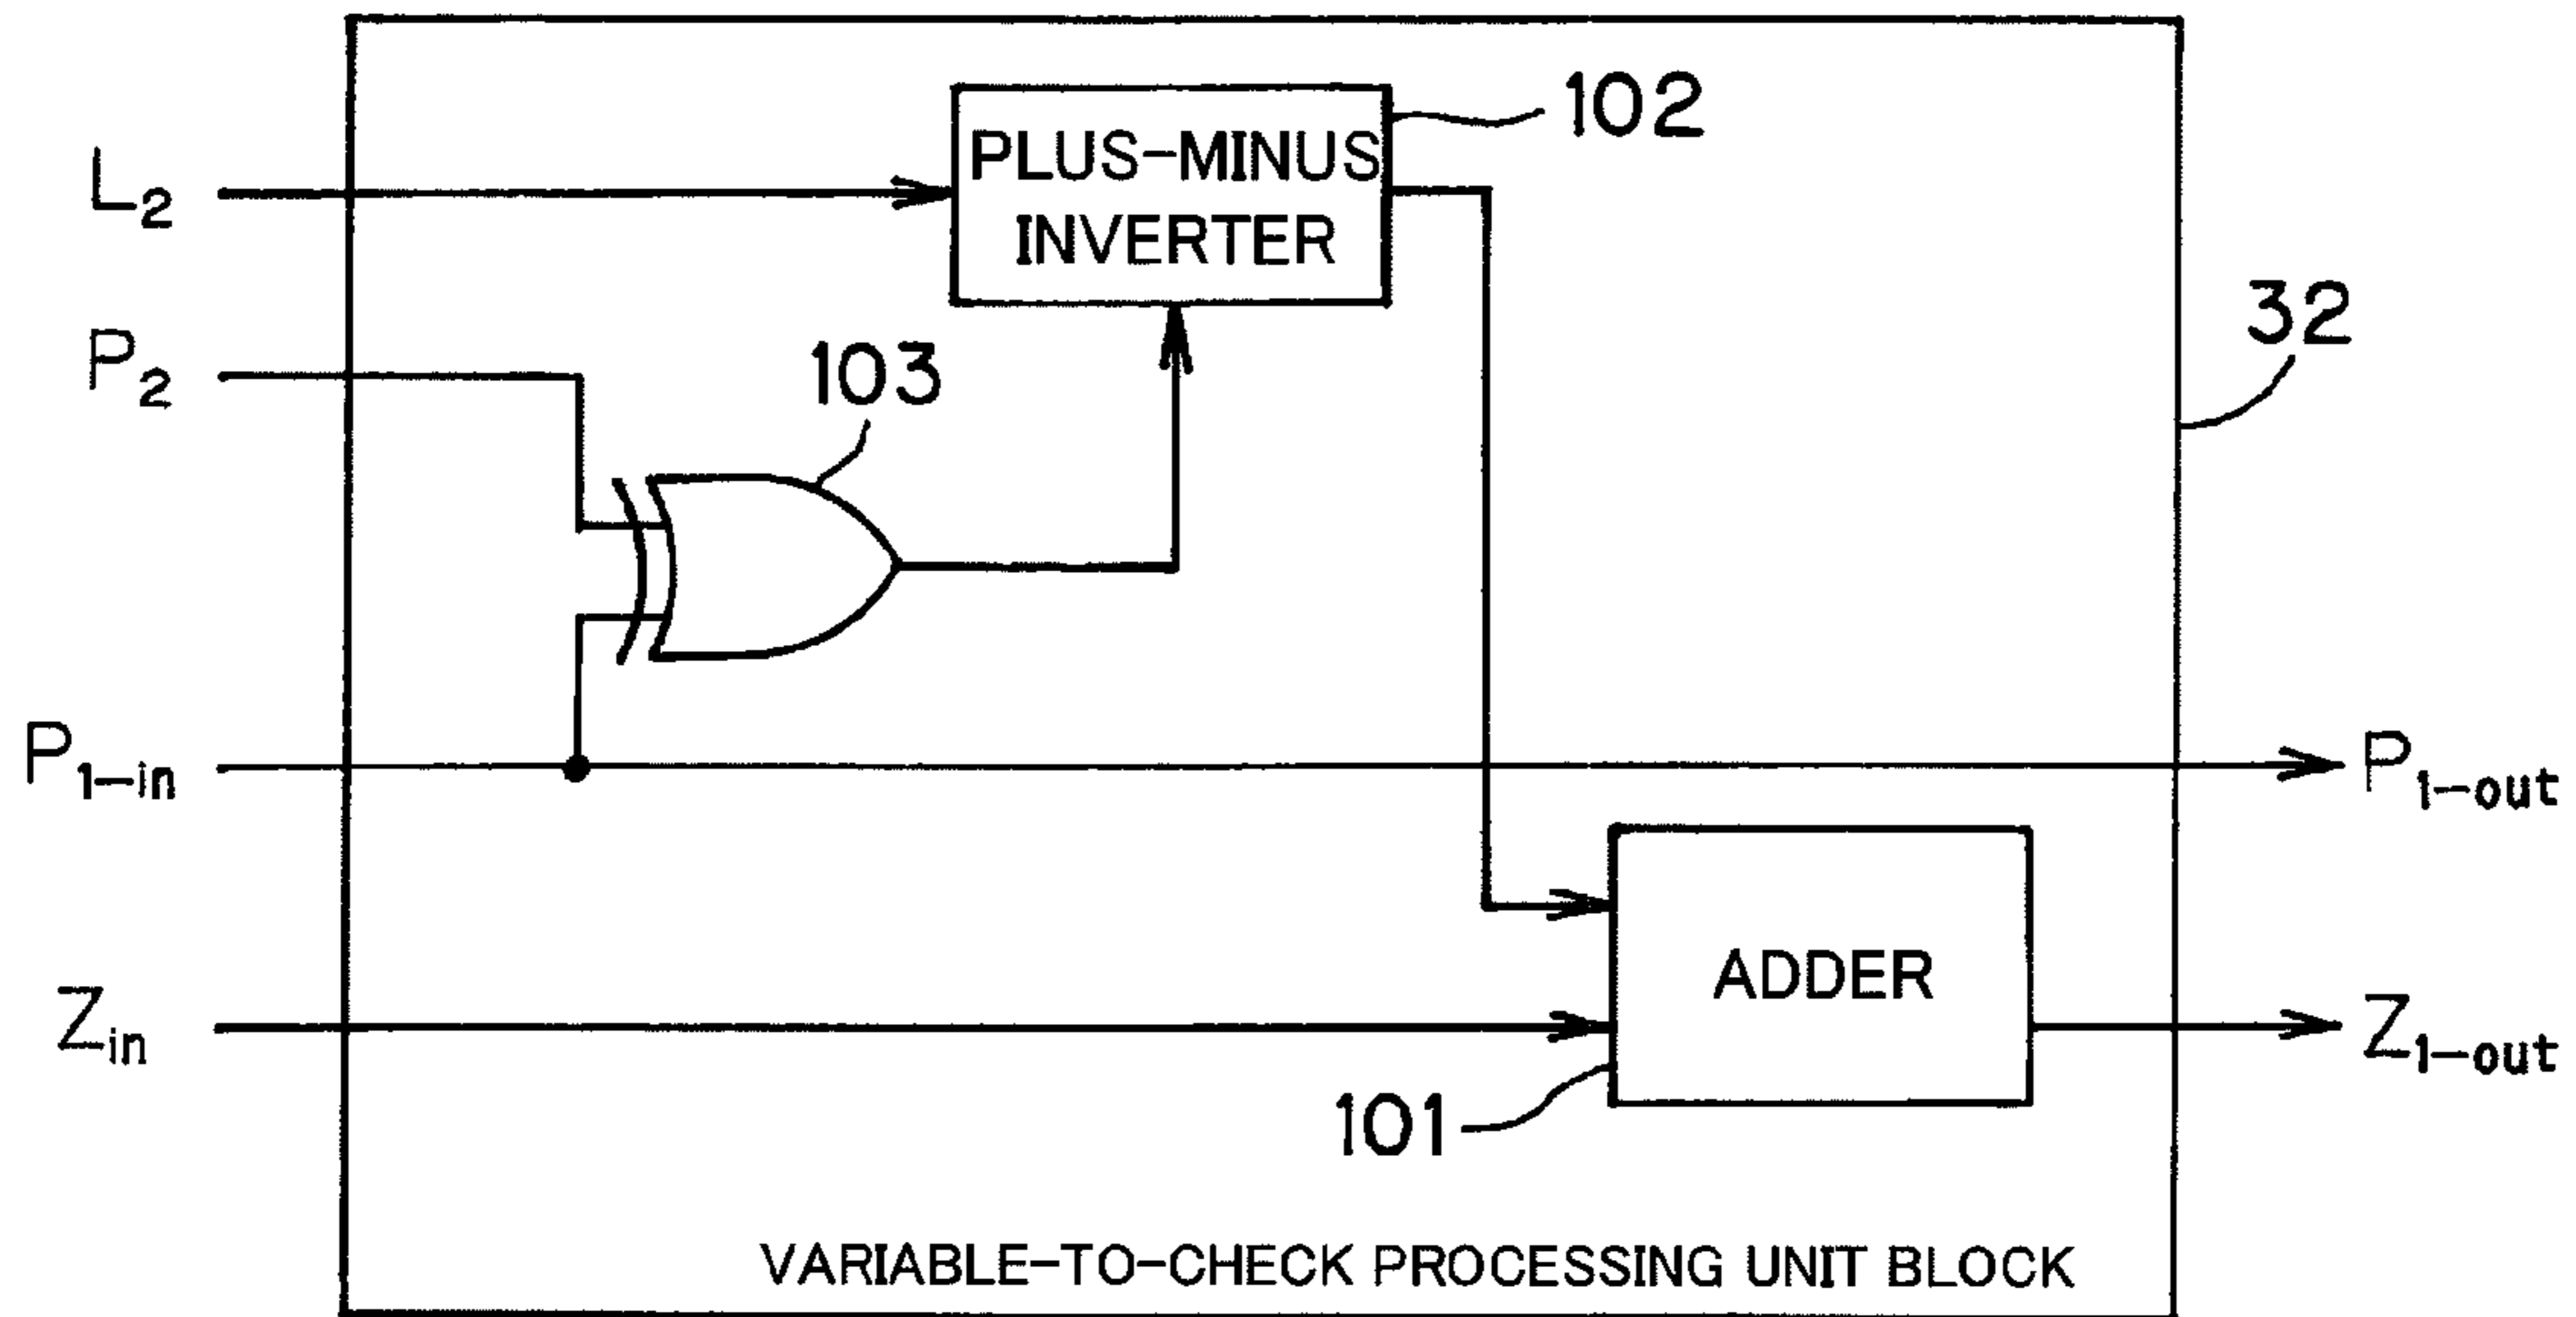 L2
PLUS-MINUS
INVERTER
102
P2
103
32
P1-in
P1-out
Zin
ADDER
Z1-out
101
VARIABLE-TO-CHECK PROCESSING UNIT BLOCK